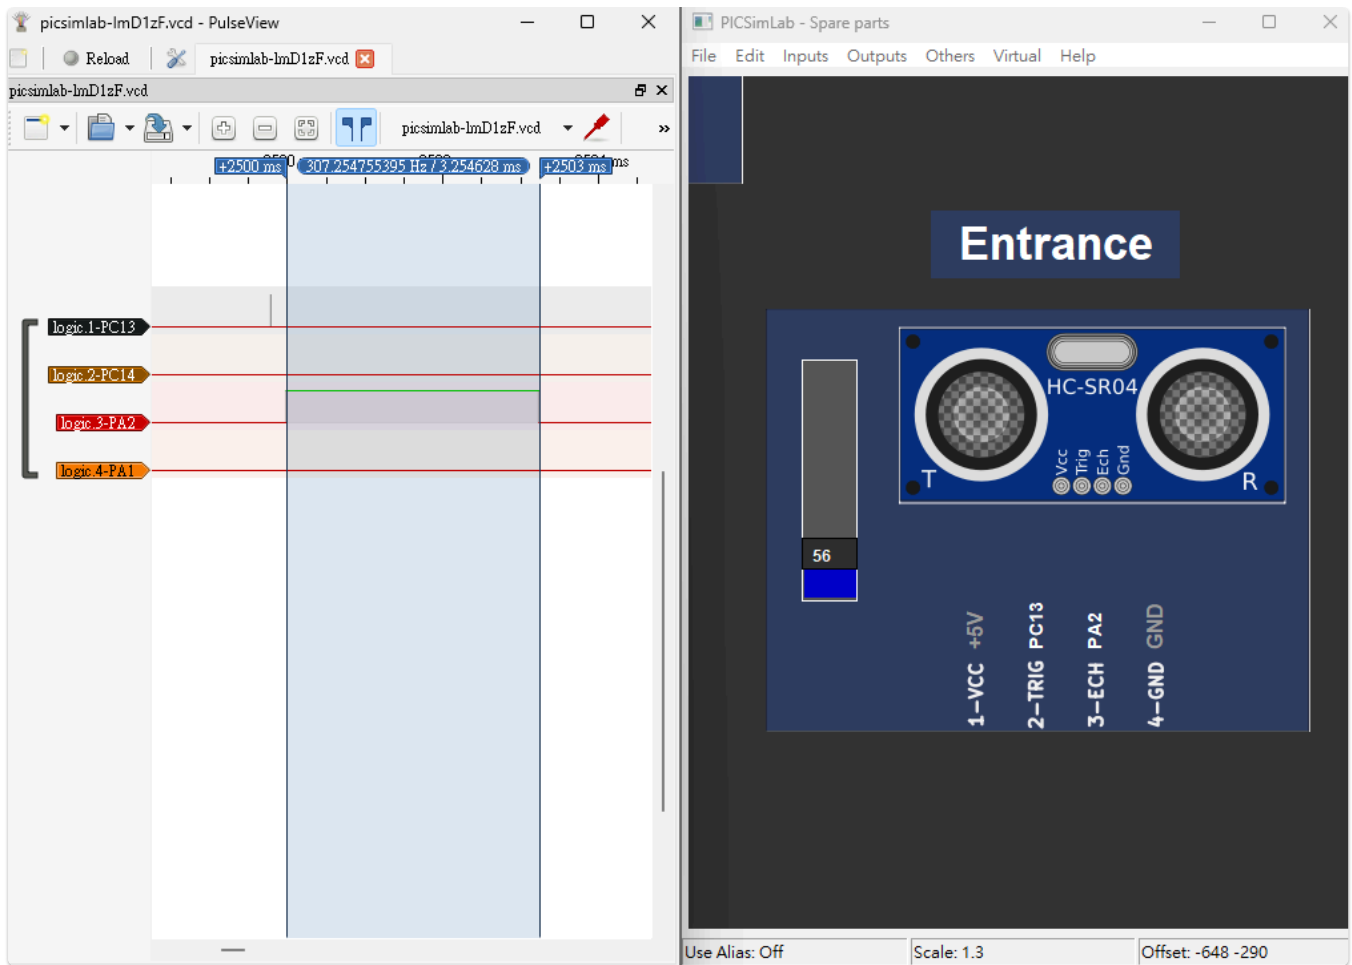 picsimlab-lmD1zF.vcd - PulseView
Reload
picsimlab-lmD1zF.vcd
picsimlab-lmD1zF.vcd
picsimlab-lmD1zF.vcd
»
+2500 ms
307.254755395 Hz / 3.254628 ms
+2503 ms
ms
logic.1-PC13
logic.2-PC14
logic.3-PA2
logic.4-PA1
PICSimLab - Spare parts
File Edit Inputs Outputs Others Virtual Help
Entrance
HC-SR04
Vcc
Trig
Ech
Gnd
T
R
56
1-VCC +5V
2-TRIG PC13
3-ECH PA2
4-GND GND
Use Alias: Off
Scale: 1.3
Offset: -648 -290